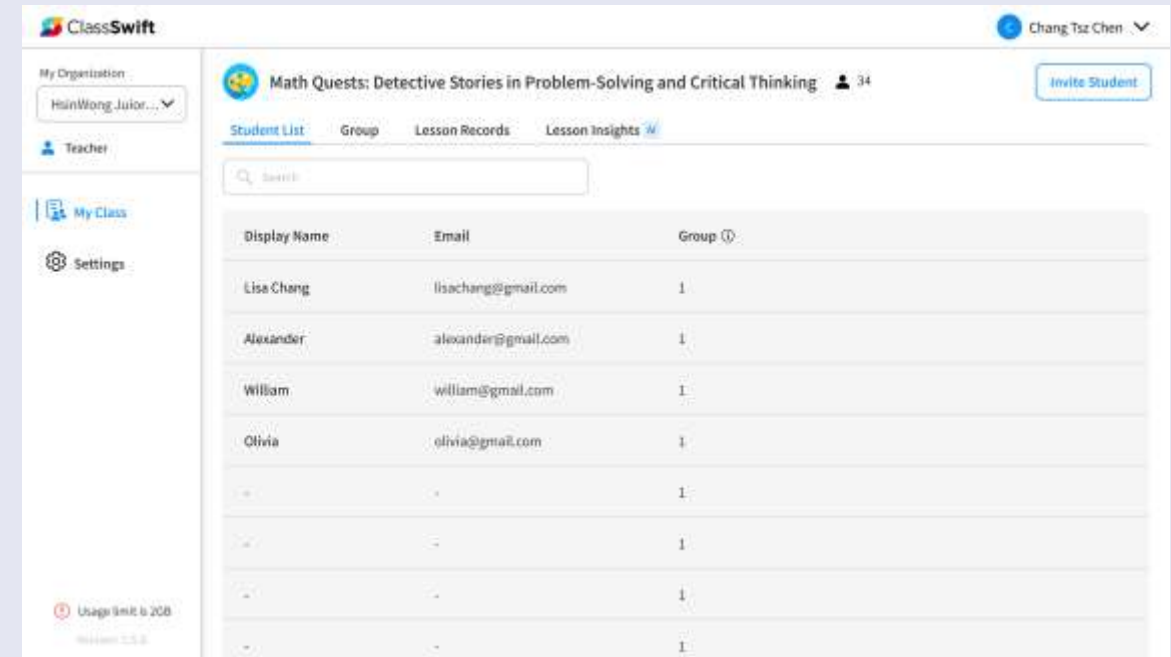 ClassSwift
Chang Tsz Chen
My Organization
HsinWong Juior...
Teacher
My Class
Settings
Usage limit is 2GB
Math Quests: Detective Stories in Problem-Solving and Critical Thinking 34
Invite Student
Student List Group Lesson Records Lesson Insights AI
Search
Display Name Email Group
Lisa Chang lisachang@gmail.com 1
Alexander alexander@gmail.com 1
William william@gmail.com 1
Olivia olivia@gmail.com 1
- - 1
- - 1
- - 1
- - 1